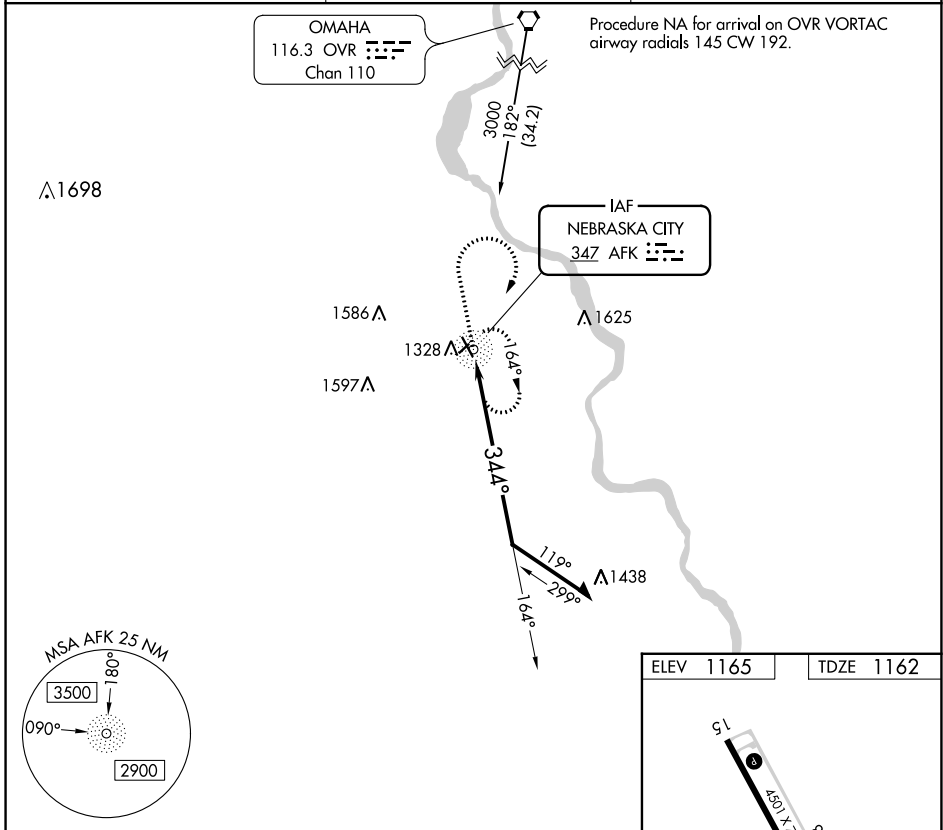 OMAHA
116.3 OVR
Chan 110
Procedure NA for arrival on OVR VORTAC
airway radials 145 CW 192.
3000
182°
(34.2)
1698
IAF
NEBRASKA CITY
347 AFK
1586
1625
1328
164°
1597
344°
119°
299°
1438
164°
MSA AFK 25 NM
180°
3500
090°
2900
ELEV 1165
TDZE 1162
15
P
4501 X